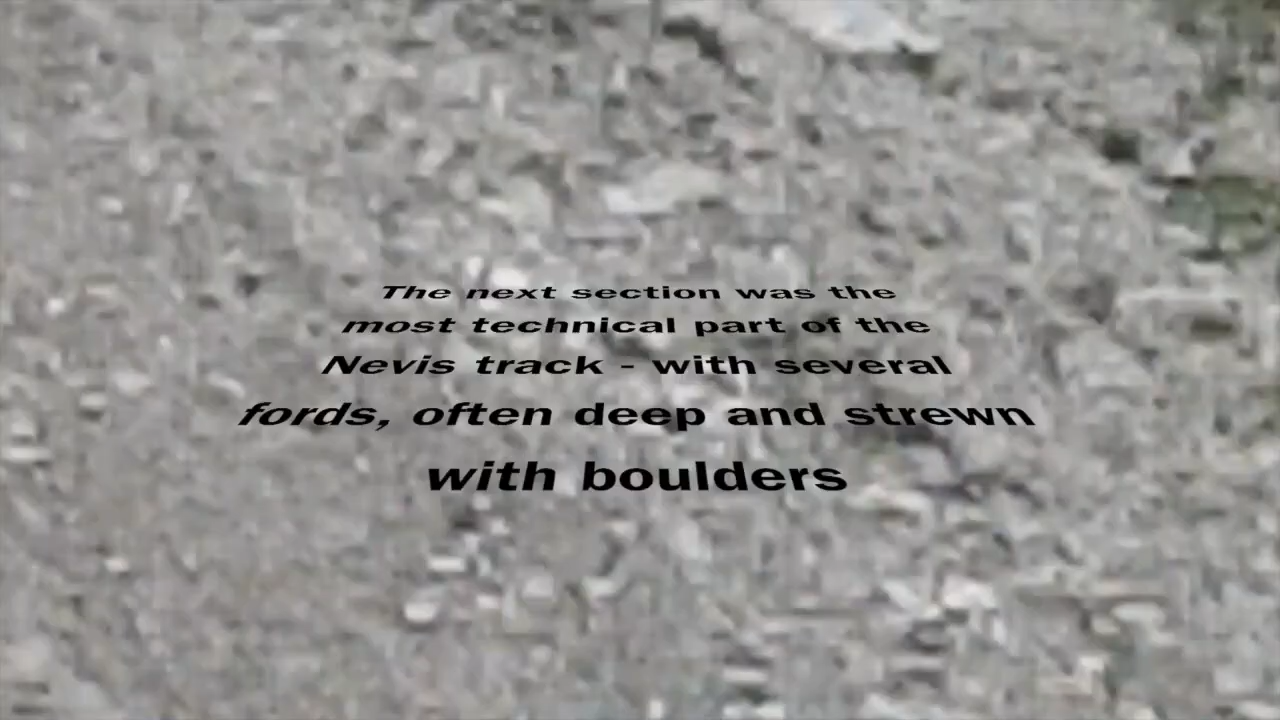 The next section was the
most technical part of the
Nevis track - with several
fords, often deep and strewn
with boulders